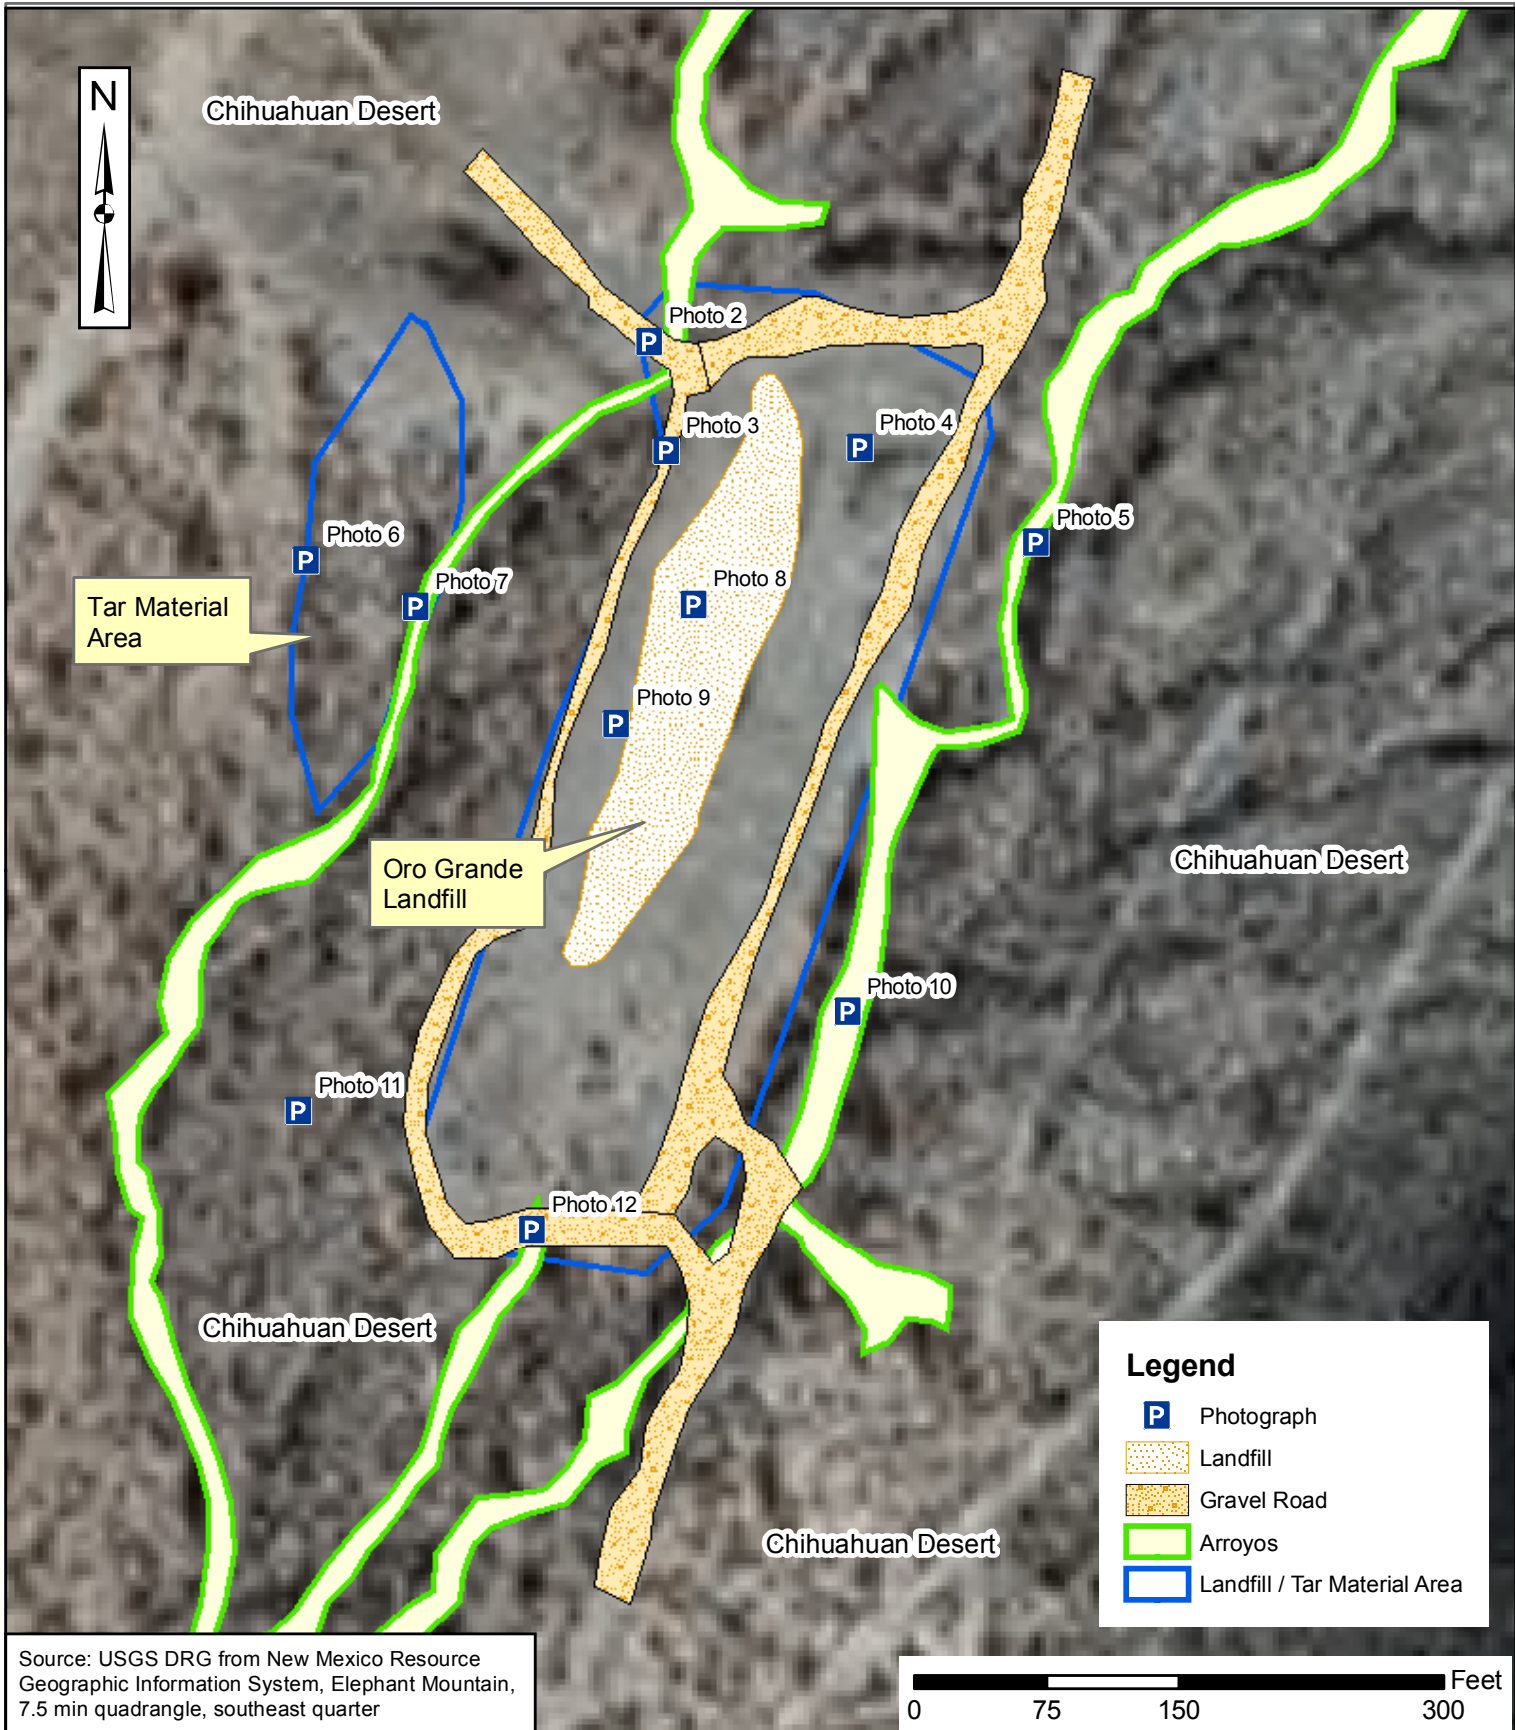 N
Chihuahuan Desert
P Photo 2
P Photo 3
P Photo 4
P Photo 5
P Photo 6
P Photo 7
Tar Material
Area
P Photo 8
P Photo 9
Oro Grande
Landfill
Chihuahuan Desert
P Photo 10
P Photo 11
P Photo 12
Chihuahuan Desert
Chihuahuan Desert
Legend
P Photograph
Landfill
Gravel Road
Arroyos
Landfill / Tar Material Area
Source: USGS DRG from New Mexico Resource
Geographic Information System, Elephant Mountain,
7.5 min quadrangle, southeast quarter
Feet
0 75 150 300